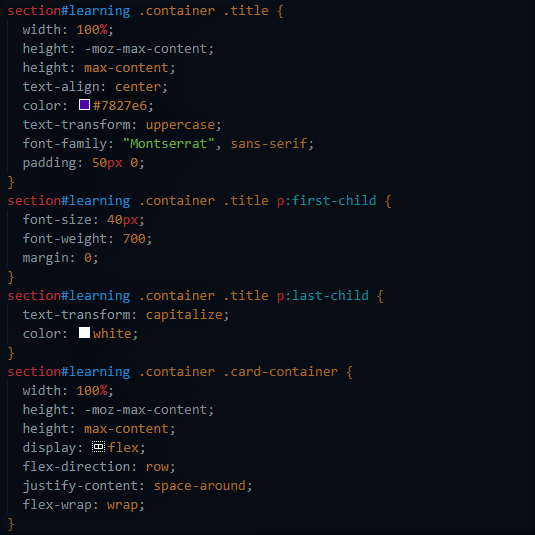 section#learning .container .title {
  width: 100%;
  height: -moz-max-content;
  height: max-content;
  text-align: center;
  color: #7827e6;
  text-transform: uppercase;
  font-family: "Montserrat", sans-serif;
  padding: 50px 0;
}
section#learning .container .title p:first-child {
  font-size: 40px;
  font-weight: 700;
  margin: 0;
}
section#learning .container .title p:last-child {
  text-transform: capitalize;
  color: white;
}
section#learning .container .card-container {
  width: 100%;
  height: -moz-max-content;
  height: max-content;
  display: flex;
  flex-direction: row;
  justify-content: space-around;
  flex-wrap: wrap;
}